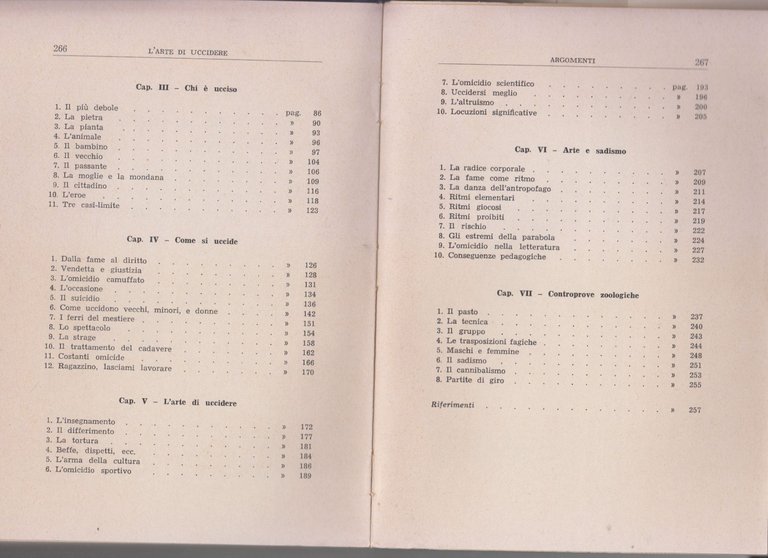 266 L'ARTE DI UCCIDERE
Cap. III – Chi è ucciso
1. Il più debole . . . . . . . . . . pag. 86
2. La pietra . . . . . . . . . . » 90
3. La pianta . . . . . . . . . . » 93
4. L'animale . . . . . . . . . . » 96
5. Il bambino . . . . . . . . . . » 97
6. Il vecchio . . . . . . . . . . » 104
7. Il passante . . . . . . . . . . » 106
8. La moglie e la mondana . . . . . . . » 109
9. Il cittadino . . . . . . . . . . » 116
10. L'eroe . . . . . . . . . . » 118
11. Tre casi-limite . . . . . . . . . . » 123
Cap. IV – Come si uccide
1. Dalla fame al diritto . . . . . . . . » 126
2. Vendetta e giustizia . . . . . . . . » 128
3. L'omicidio camuffato . . . . . . . . » 131
4. L'occasione . . . . . . . . . . » 134
5. Il suicidio . . . . . . . . . . » 136
6. Come uccidono vecchi, minori, e donne . . . . » 142
7. I ferri del mestiere . . . . . . . . . » 151
8. Lo spettacolo . . . . . . . . . . » 154
9. La strage . . . . . . . . . . » 158
10. Il trattamento del cadavere . . . . . . . » 162
11. Costanti omicide . . . . . . . . . » 166
12. Ragazzino, lasciami lavorare . . . . . . » 170
Cap. V – L'arte di uccidere
1. L'insegnamento . . . . . . . . . . » 172
2. Il differimento . . . . . . . . . . » 177
3. La tortura . . . . . . . . . . » 181
4. Beffe, dispetti, ecc. . . . . . . . . . » 184
5. L'arma della cultura . . . . . . . . » 186
6. L'omicidio sportivo . . . . . . . . . » 189
ARGOMENTI 267
7. L'omicidio scientifico . . . . . . . . pag. 193
8. Uccidersi meglio . . . . . . . . . » 196
9. L'altruismo . . . . . . . . . . » 200
10. Locuzioni significative . . . . . . . . » 205
Cap. VI – Arte e sadismo
1. La radice corporale . . . . . . . . » 207
2. La fame come ritmo . . . . . . . . » 209
3. La danza dell'antropofago . . . . . . . » 211
4. Ritmi elementari . . . . . . . . . » 214
5. Ritmi giocosi . . . . . . . . . . » 217
6. Ritmi proibiti . . . . . . . . . . » 219
7. Il rischio . . . . . . . . . . » 222
8. Gli estremi della parabola . . . . . . . » 224
9. L'omicidio nella letteratura . . . . . . . » 227
10. Conseguenze pedagogiche . . . . . . . » 232
Cap. VII – Controprove zoologiche
1. Il pasto . . . . . . . . . . » 237
2. La tecnica . . . . . . . . . . » 240
3. Il gruppo . . . . . . . . . . » 243
4. Le trasposizioni fagiche . . . . . . . » 244
5. Maschi e femmine . . . . . . . . . » 248
6. Il sadismo . . . . . . . . . . » 251
7. Il cannibalismo . . . . . . . . . . » 253
8. Partite di giro . . . . . . . . . . » 255
Riferimenti . . . . . . . . . . » 257